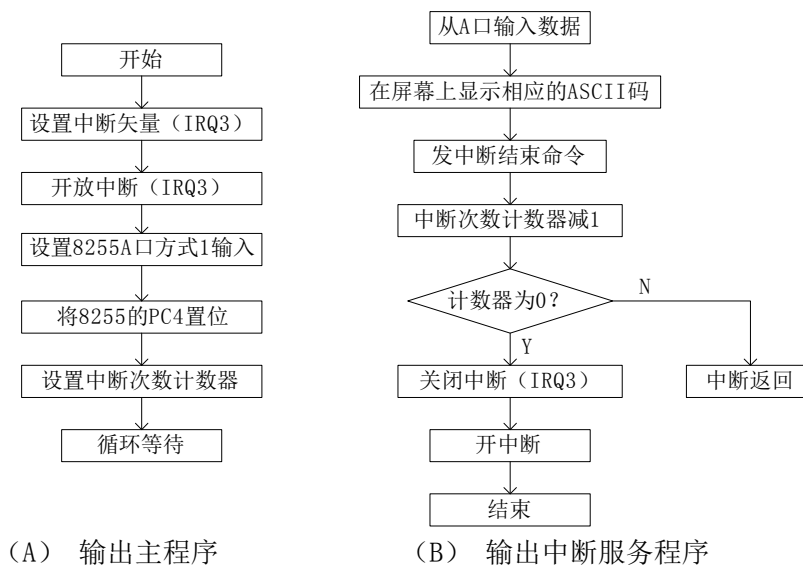 开始
设置中断矢量（IRQ3）
开放中断（IRQ3）
设置8255A口方式1输入
将8255的PC4置位
设置中断次数计数器
循环等待
（A） 输出主程序
从A口输入数据
在屏幕上显示相应的ASCII码
发中断结束命令
中断次数计数器减1
计数器为0？
N
Y
关闭中断（IRQ3）
中断返回
开中断
结束
（B） 输出中断服务程序